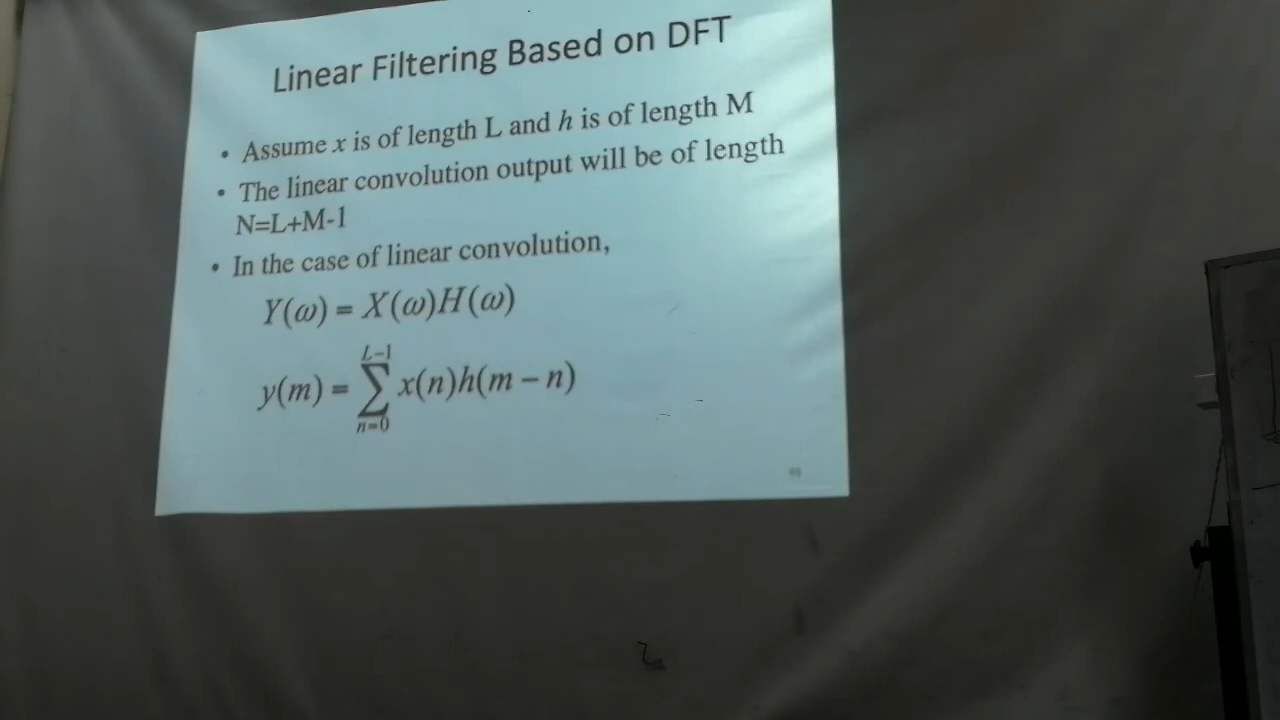 Linear Filtering Based on DFT
• Assume x is of length L and h is of length M
• The linear convolution output will be of length
N=L+M-1
• In the case of linear convolution,
Y(ω) = X(ω)H(ω)
y(m) = ∑_{n=0}^{L-1} x(n)h(m − n)